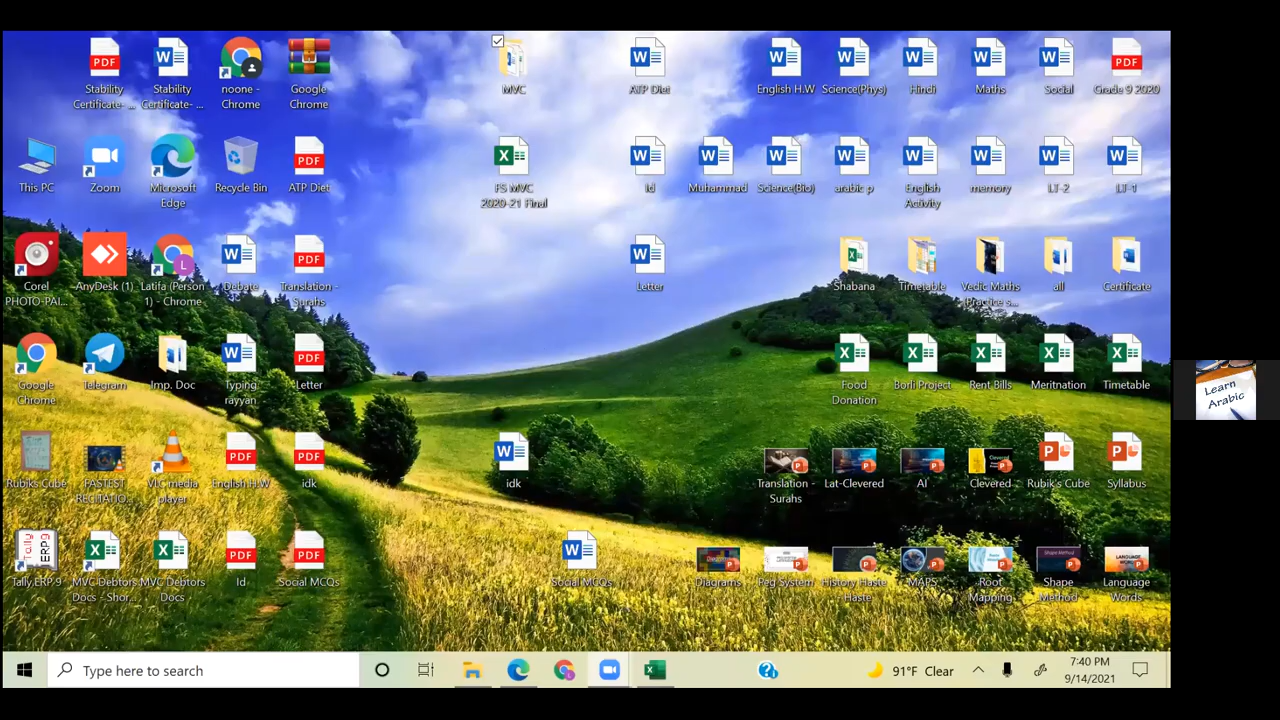 Stability
Certificate- ...
Stability
Certificate- ...
noone -
Chrome
Google
Chrome
MVC
ATP Diet
English H.W
Science(Phys)
Hindi
Maths
Social
Grade 9 2020
This PC
Zoom
Microsoft
Edge
Recycle Bin
ATP Diet
FS MVC
2020-21 Final
Id
Muhammad
Science(Bio)
arabic p
English
Activity
memory
LT-2
LT-1
Corel
PHOTO-PAI...
AnyDesk (1)
Latifa (Person
1) - Chrome
Debate
Translation -
Surahs
Letter
Shabana
Timetable
Vedic Maths
(Practice s...
all
Certificate
Google
Chrome
Telegram
Imp. Doc
Typing
rayyan
Letter
Food
Donation
Borli Project
Rent Bills
Meritnation
Timetable
Learn
Arabic
Rubiks Cube
FASTEST
RECITATIO...
VLC media
player
English H.W
idk
idk
Translation -
Surahs
Lat-Clevered
AI
Clevered
Rubik's Cube
Syllabus
Tally.ERP 9
MVC Debtors
Docs - Shor...
MVC Debtors
Docs
Id
Social MCQs
Social MCQs
Diagrams
Peg System
History Haste
Haste
MAPS
Root
Mapping
Shape
Method
Language
Words
Type here to search
91°F Clear
7:40 PM
9/14/2021